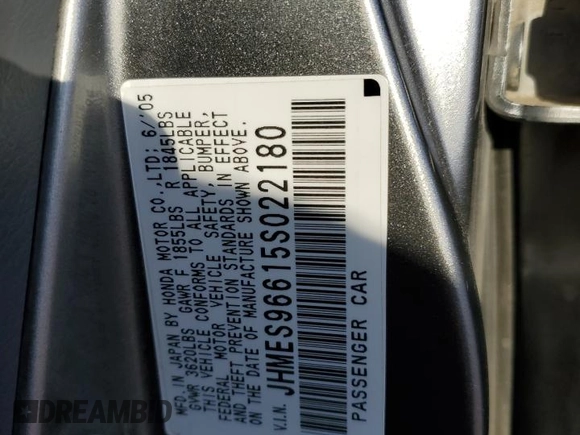 MFD. IN JAPAN BY HONDA MOTOR CO.,LTD; 6/05
GVWR 3620LBS GAWR F 1855LBS R 1845LBS
THIS VEHICLE CONFORMS TO ALL APPLICABLE
FEDERAL MOTOR VEHICLE SAFETY, BUMPER,
AND THEFT PREVENTION STANDARDS IN EFFECT
ON THE DATE OF MANUFACTURE SHOWN ABOVE.
V.I.N. JHMES96615S022180
PASSENGER CAR
DREAMBID